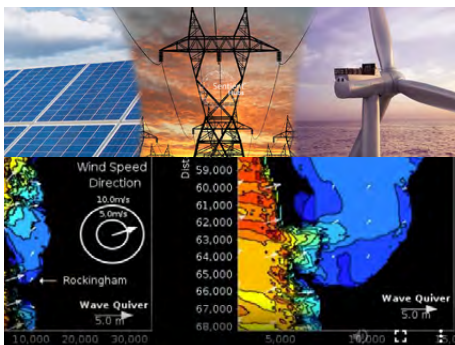 Wind Speed
Direction
10.0m/s
5.0m/s
Rockingham
Wave Quiver
5.0 m
10,000 20,000 30,000
59,000
60,000
61,000
62,000
63,000
64,000
65,000
66,000
67,000
68,000
Wave Quiver
5.0 m
5,000